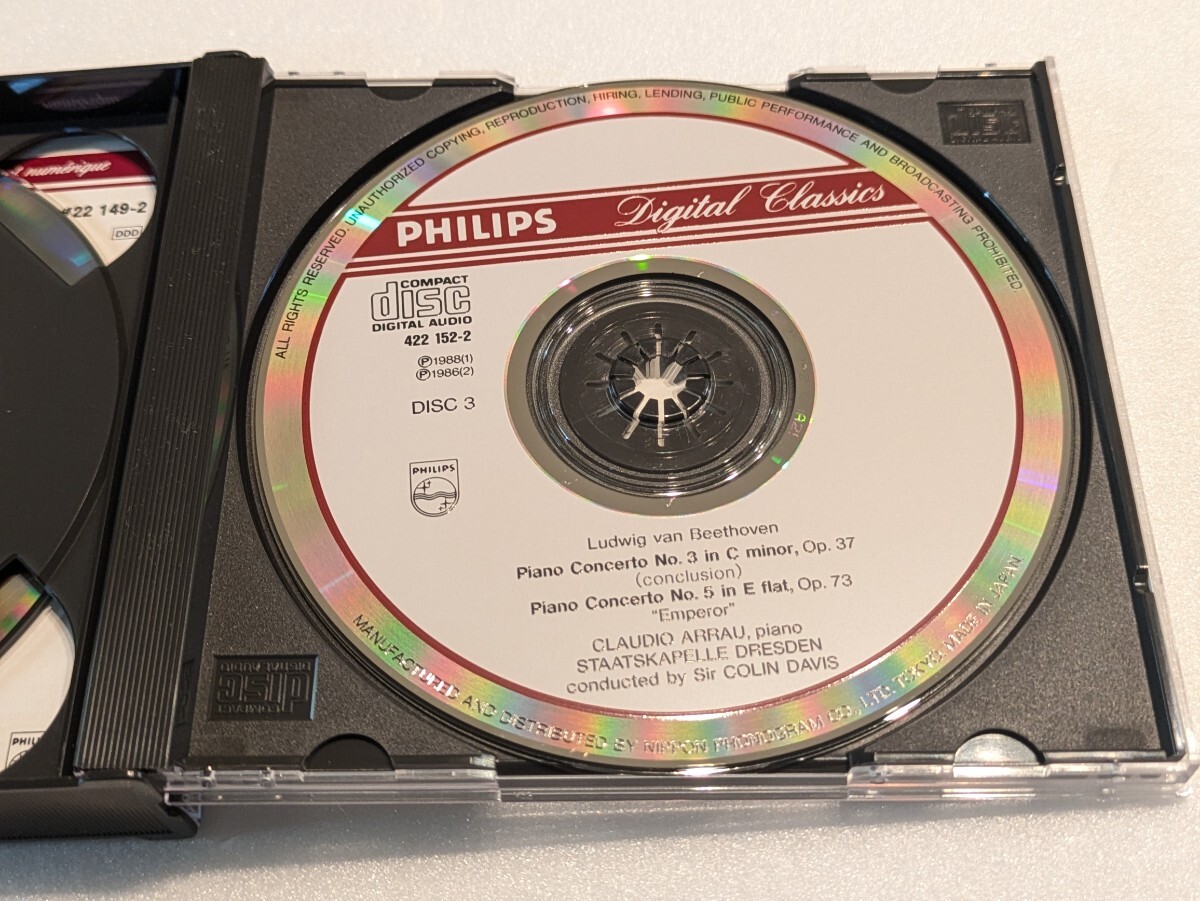 ALL RIGHTS RESERVED. UNAUTHORIZED COPYING, REPRODUCTION, HIRING, LENDING, PUBLIC PERFORMANCE AND BROADCASTING PROHIBITED
PHILIPS Digital Classics
COMPACT
disc
DIGITAL AUDIO
422 152-2
Ⓟ1988(1)
Ⓟ1986(2)
DISC 3
PHILIPS
Ludwig van Beethoven
Piano Concerto No. 3 in C minor, Op. 37
(conclusion)
Piano Concerto No. 5 in E flat, Op. 73
"Emperor"
CLAUDIO ARRAU, piano
STAATSKAPELLE DRESDEN
conducted by Sir COLIN DAVIS
MANUFACTURED AND DISTRIBUTED BY NIPPON PHONOGRAM CO., LTD. TOKYO. MADE IN JAPAN
numérique
422 149-2
DDD
disc